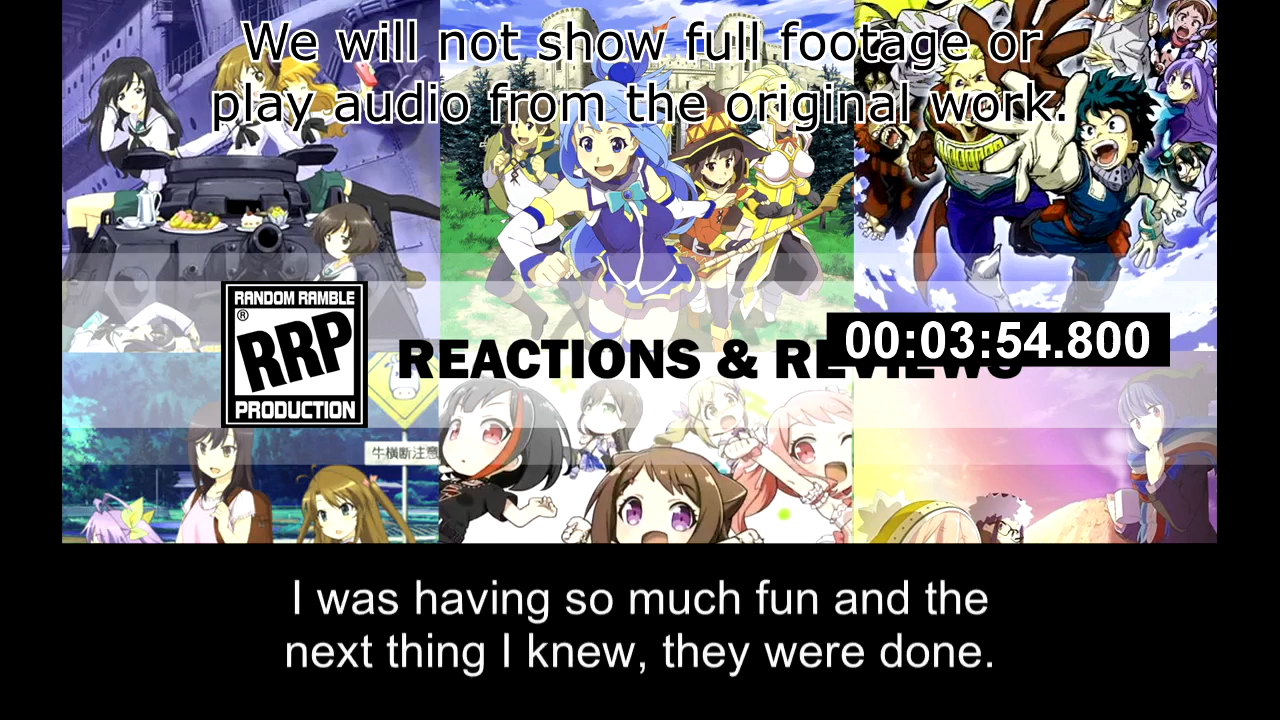 We will not show full footage or
play audio from the original work.
RANDOM RAMBLE
®
RRP
PRODUCTION
REACTIONS & REVIEWS
00:03:54.800
牛横断注意
I was having so much fun and the
next thing I knew, they were done.